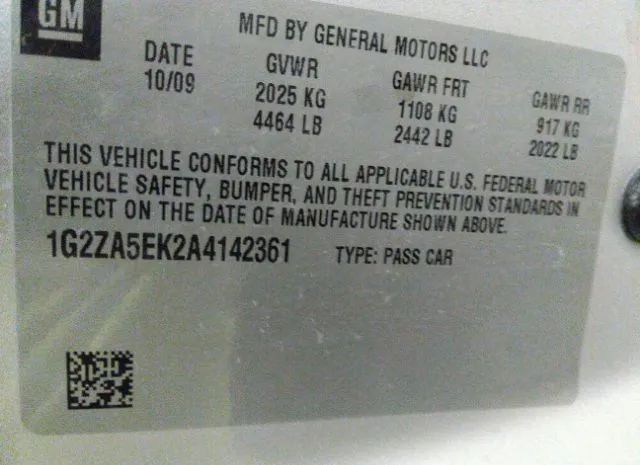 GM
MFD BY GENERAL MOTORS LLC
DATE GVWR GAWR FRT GAWR RR
10/09 2025 KG 1108 KG 917 KG
4464 LB 2442 LB 2022 LB
THIS VEHICLE CONFORMS TO ALL APPLICABLE U.S. FEDERAL MOTOR
VEHICLE SAFETY, BUMPER, AND THEFT PREVENTION STANDARDS IN
EFFECT ON THE DATE OF MANUFACTURE SHOWN ABOVE.
1G2ZA5EK2A4142361 TYPE: PASS CAR